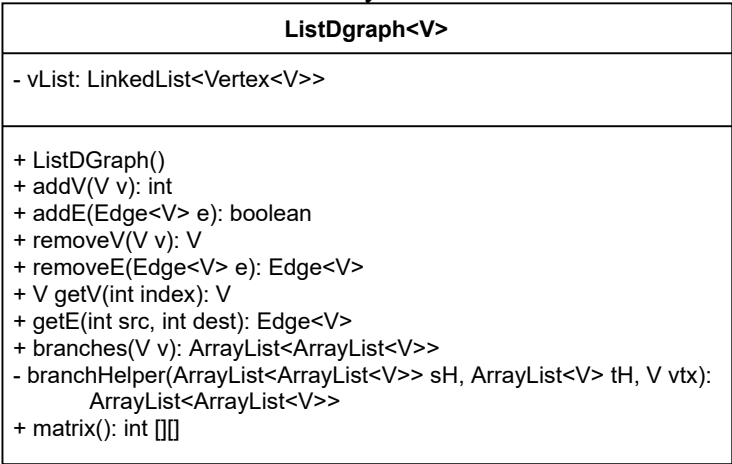 ListDgraph<V>
- vList: LinkedList<Vertex<V>>
+ ListDGraph()
+ addV(V v): int
+ addE(Edge<V> e): boolean
+ removeV(V v): V
+ removeE(Edge<V> e): Edge<V>
+ V getV(int index): V
+ getE(int src, int dest): Edge<V>
+ branches(V v): ArrayList<ArrayList<V>>
- branchHelper(ArrayList<ArrayList<V>> sH, ArrayList<V> tH, V vtx):
ArrayList<ArrayList<V>>
+ matrix(): int [][]